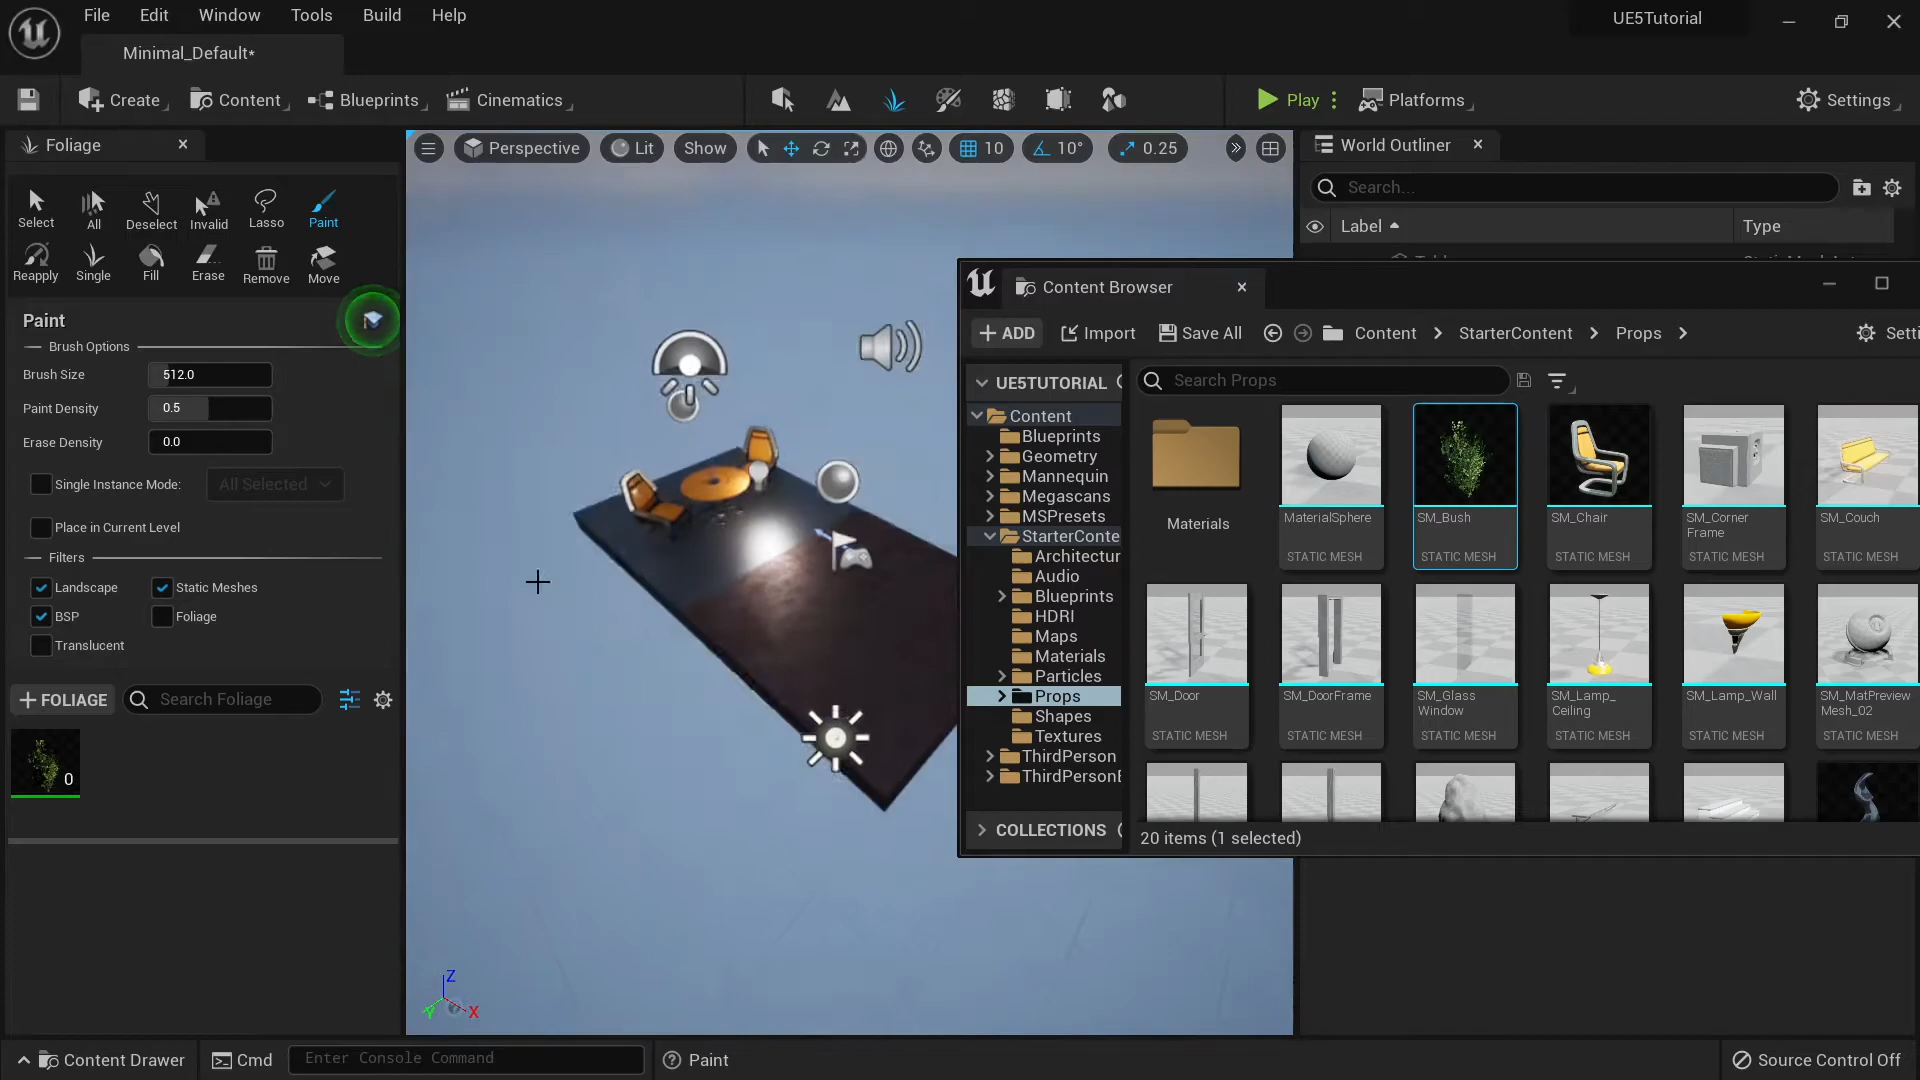 File Edit Window Tools Build Help
UE5Tutorial
Minimal_Default*
Create Content Blueprints Cinematics
Play Platforms Settings
Foliage
Perspective Lit Show 10 10° 0.25
World Outliner
Search...
Label Type
Select All Deselect Invalid Lasso Paint
Reapply Single Fill Erase Remove Move
Paint
Brush Options
Brush Size 512.0
Paint Density 0.5
Erase Density 0.0
Single Instance Mode: All Selected
Place in Current Level
Filters
Landscape Static Meshes
BSP Foliage
Translucent
+ FOLIAGE Search Foliage
0
Z
Y X
Content Browser
+ ADD Import Save All Content > StarterContent > Props > Setti
UE5TUTORIAL
Search Props
Content
Blueprints
Geometry
Mannequin
Megascans
MSPresets
StarterConte
Architectur
Audio
Blueprints
HDRI
Maps
Materials
Particles
Props
Shapes
Textures
ThirdPerson
ThirdPersonE
COLLECTIONS
Materials
MaterialSphere
STATIC MESH
SM_Bush
STATIC MESH
SM_Chair
STATIC MESH
SM_Corner
Frame
STATIC MESH
SM_Couch
STATIC MESH
SM_Door
STATIC MESH
SM_DoorFrame
STATIC MESH
SM_Glass
Window
STATIC MESH
SM_Lamp_
Ceiling
STATIC MESH
SM_Lamp_Wall
STATIC MESH
SM_MatPreview
Mesh_02
STATIC MESH
20 items (1 selected)
Content Drawer Cmd Enter Console Command Paint Source Control Off